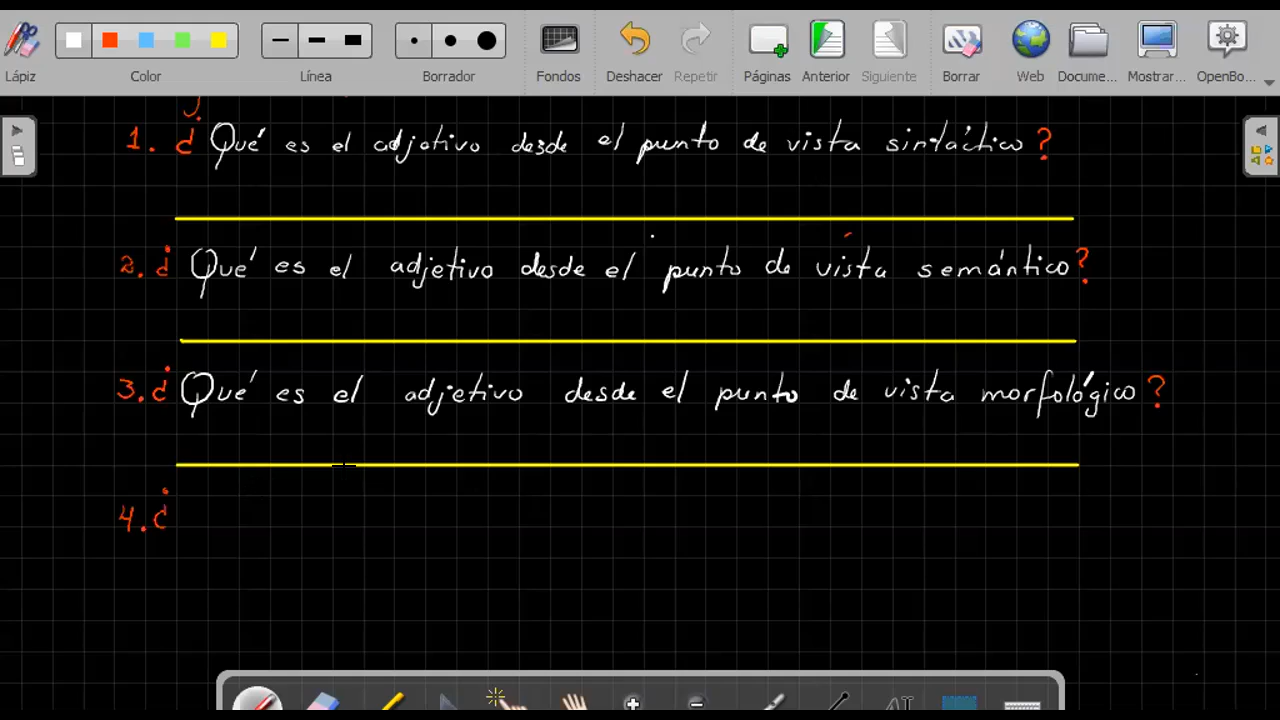 Lápiz
Color
Línea
Borrador
Fondos
Deshacer
Repetir
Páginas
Anterior
Siguiente
Borrar
Web
Docume...
Mostrar...
OpenBo...
1. ¿Qué es el adjetivo desde el punto de vista sintáctico?
2. ¿Qué es el adjetivo desde el punto de vista semántico?
3. ¿Qué es el adjetivo desde el punto de vista morfológico?
4. ¿